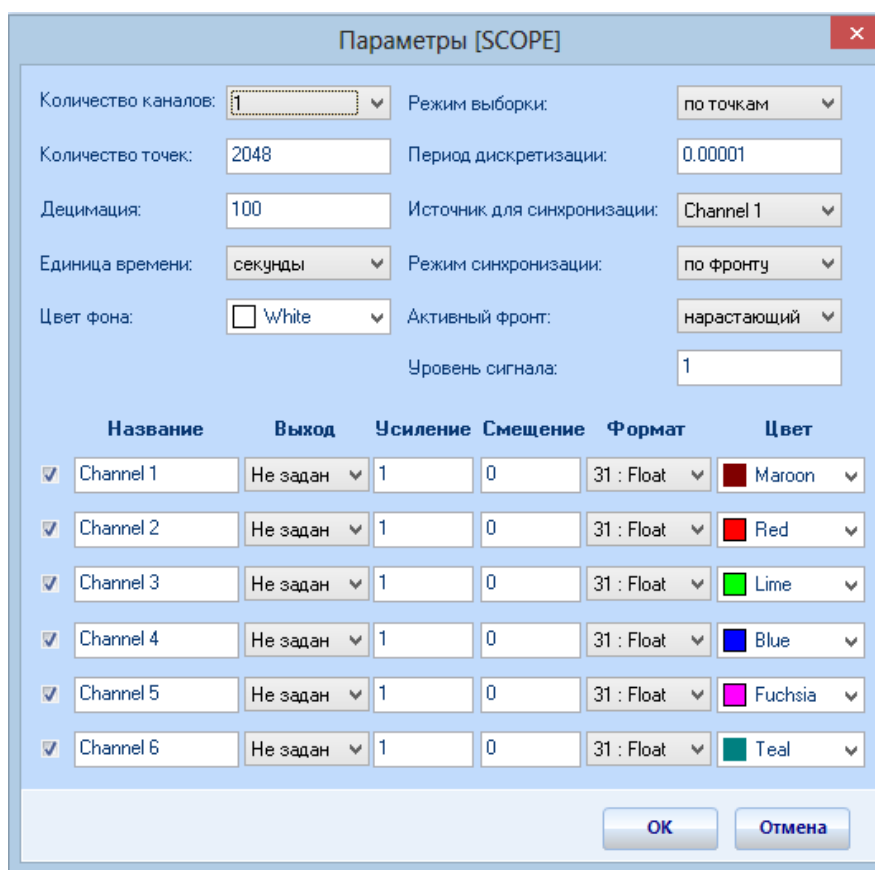 Параметры [SCOPE]
Количество каналов: 1 Режим выборки: по точкам
Количество точек: 2048 Период дискретизации: 0.00001
Децимация: 100 Источник для синхронизации: Channel 1
Единица времени: секунды Режим синхронизации: по фронту
Цвет фона: White Активный фронт: нарастающий
Уровень сигнала: 1
Название Выход Усиление Смещение Формат Цвет
Channel 1 Не задан 1 0 31 : Float Maroon
Channel 2 Не задан 1 0 31 : Float Red
Channel 3 Не задан 1 0 31 : Float Lime
Channel 4 Не задан 1 0 31 : Float Blue
Channel 5 Не задан 1 0 31 : Float Fuchsia
Channel 6 Не задан 1 0 31 : Float Teal
OK Отмена